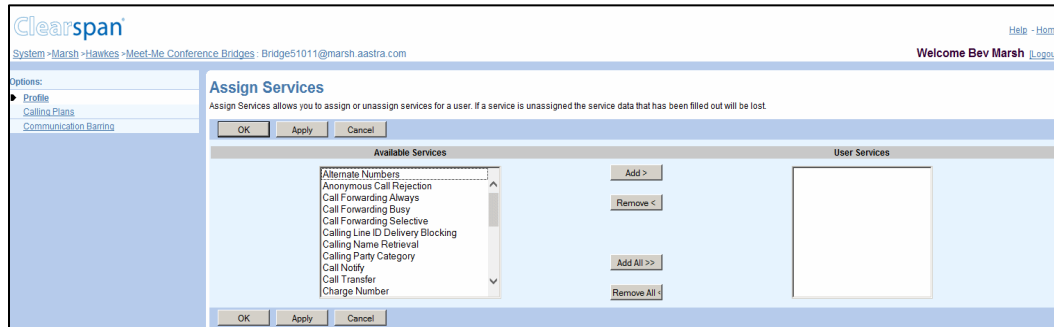 Clearspan
Help - Hom
System >Marsh >Hawkes >Meet-Me Conference Bridges : Bridge51011@marsh.aastra.com
Welcome Bev Marsh [Logou
Options:
Profile
Calling Plans
Communication Barring
Assign Services
Assign Services allows you to assign or unassign services for a user. If a service is unassigned the service data that has been filled out will be lost.
OK Apply Cancel
Available Services User Services
Alternate Numbers
Anonymous Call Rejection
Call Forwarding Always
Call Forwarding Busy
Call Forwarding Selective
Calling Line ID Delivery Blocking
Calling Name Retrieval
Calling Party Category
Call Notify
Call Transfer
Charge Number
Add >
Remove <
Add All >>
Remove All <
OK Apply Cancel